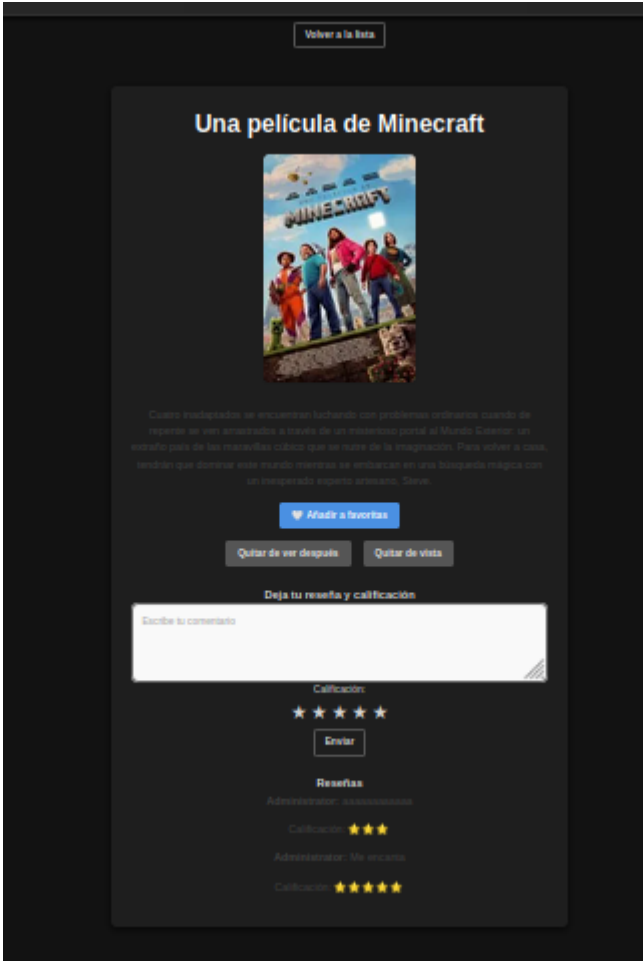 Volver a la lista
Una película de Minecraft
MINECRAFT
Cuatro inadaptados se encuentran luchando con problemas ordinarios cuando de
repente se ven arrastrados a través de un misterioso portal al Mundo Exterior: un
extraño país de las maravillas cúbico que se nutre de la imaginación. Para volver a casa,
tendrán que dominar este mundo mientras se embarcan en una búsqueda mágica con
un inesperado experto artesano, Steve.
Añadir a favoritas
Quitar de ver después Quitar de vista
Deja tu reseña y calificación
Escribe tu comentario
Calificación:
Enviar
Reseñas
Administrator:
Calificación:
Administrator: Me encanta
Calificación: